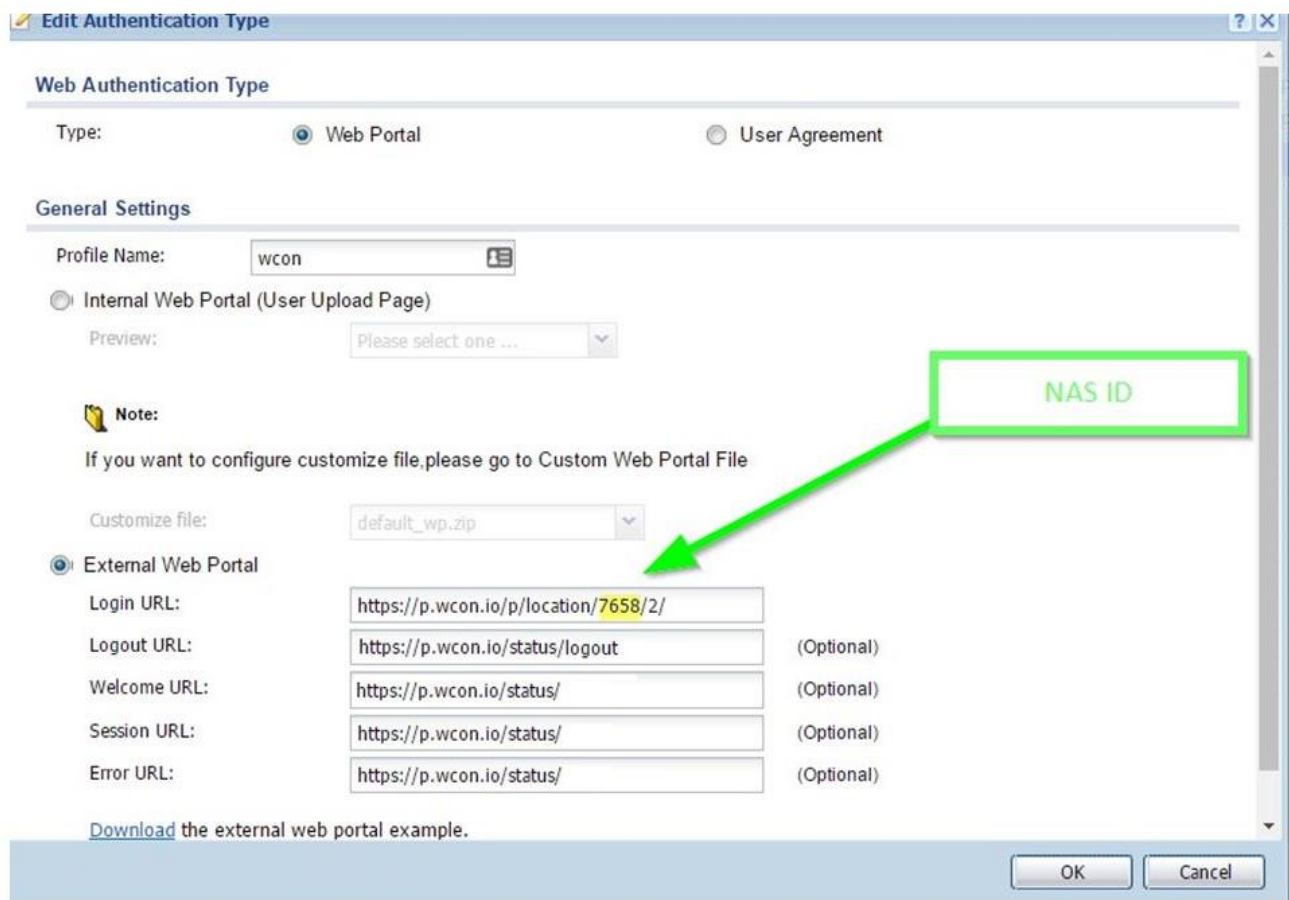 Edit Authentication Type
Web Authentication Type
Type: Web Portal User Agreement
General Settings
Profile Name: wcon
Internal Web Portal (User Upload Page)
Preview: Please select one ...
NAS ID
Note:
If you want to configure customize file,please go to Custom Web Portal File
Customize file: default_wp.zip
External Web Portal
Login URL: https://p.wcon.io/p/location/7658/2/
Logout URL: https://p.wcon.io/status/logout (Optional)
Welcome URL: https://p.wcon.io/status/ (Optional)
Session URL: https://p.wcon.io/status/ (Optional)
Error URL: https://p.wcon.io/status/ (Optional)
Download the external web portal example.
OK Cancel